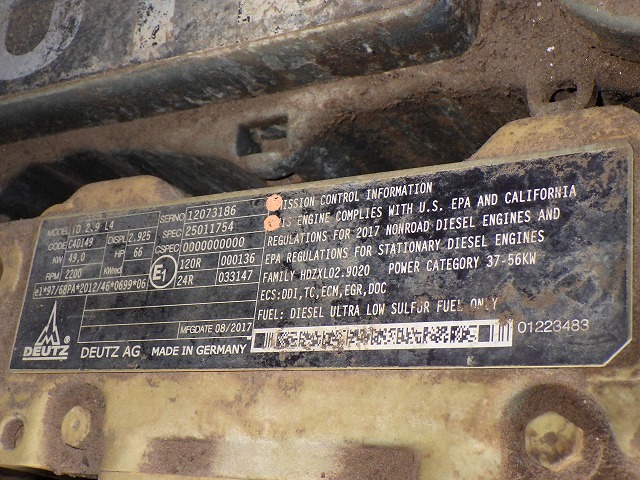 MODEL TD 2.9 L4
CODE C40149 DISPL 2.925
KW 49,0 HP 66
RPM 2200 KWed
e1*97/68PA*2012/46*0699*06
SERNO 12073186
SPEC 25011754
CSPEC 0000000000
E1 120R 000136
24R 033147
MFGDATE 08/2017
DEUTZ DEUTZ AG MADE IN GERMANY
CONTROL INFORMATION
ENGINE COMPLIES WITH U.S. EPA AND CALIFORNIA
REGULATIONS FOR 2017 NONROAD DIESEL ENGINES AND
EPA REGULATIONS FOR STATIONARY DIESEL ENGINES
FAMILY HDZXL02.9020 POWER CATEGORY 37-56KW
ECS:DDI,TC,ECM,EGR,DOC
FUEL: DIESEL ULTRA LOW SULFUR FUEL ONLY
01223483